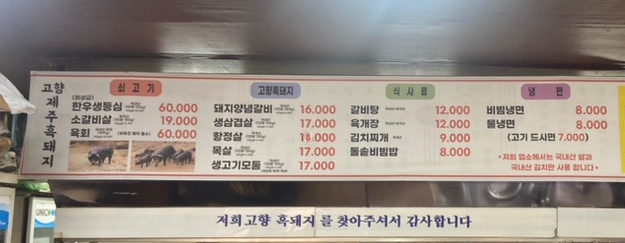 고향
제주흑돼지
쇠고기
한우생등심 60.000
소갈비살 19.000
육회 60.000
고향흑돼지
돼지양념갈비 16.000
생삼겹살 17.000
항정살 18.000
목살 17.000
생고기모듬 17.000
식사류
갈비탕 12.000
육개장 12.000
김치찌개 9.000
돌솥비빔밥 8.000
냉면
비빔냉면 8.000
물냉면 8.000
(고기 드시면 7.000)
•저희 업소에서는 국내산 쌀과
국내산 김치만 사용 합니다•
저희고향 흑돼지를 찾아주셔서 감사합니다